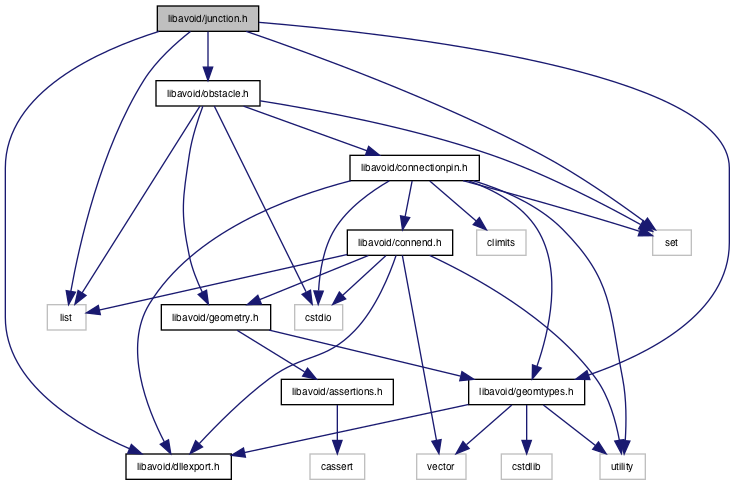 libavoid/junction.h
libavoid/obstacle.h
libavoid/connectionpin.h
libavoid/connend.h
climits
set
list
libavoid/geometry.h
cstdio
libavoid/assertions.h
libavoid/geomtypes.h
libavoid/dllexport.h
cassert
vector
cstdlib
utility